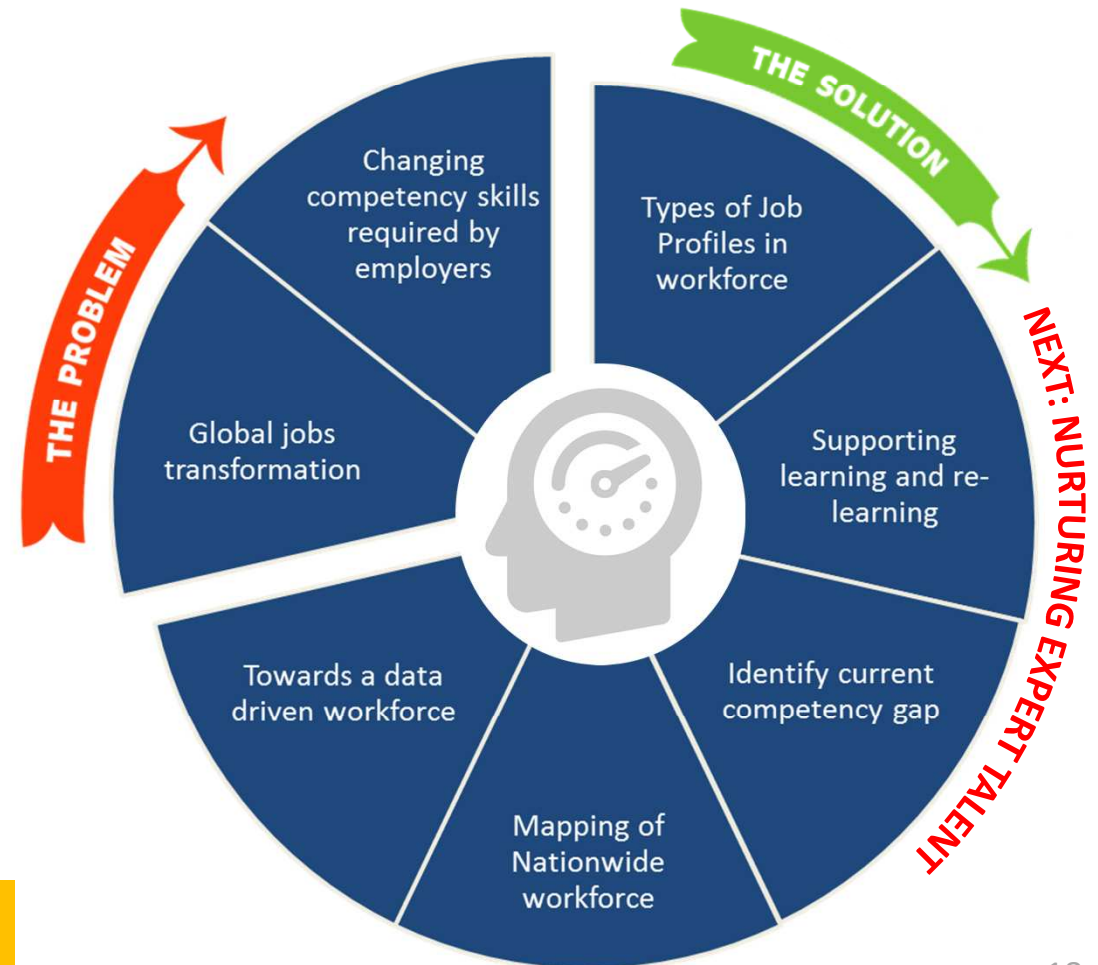 THE PROBLEM
Global jobs
transformation
Changing
competency skills
required by
employers
THE SOLUTION
Types of Job
Profiles in
workforce
Supporting
learning and re-
learning
NEXT: NURTURING EXPERT TALENT
Identify current
competency gap
Mapping of
Nationwide
workforce
Towards a data
driven workforce